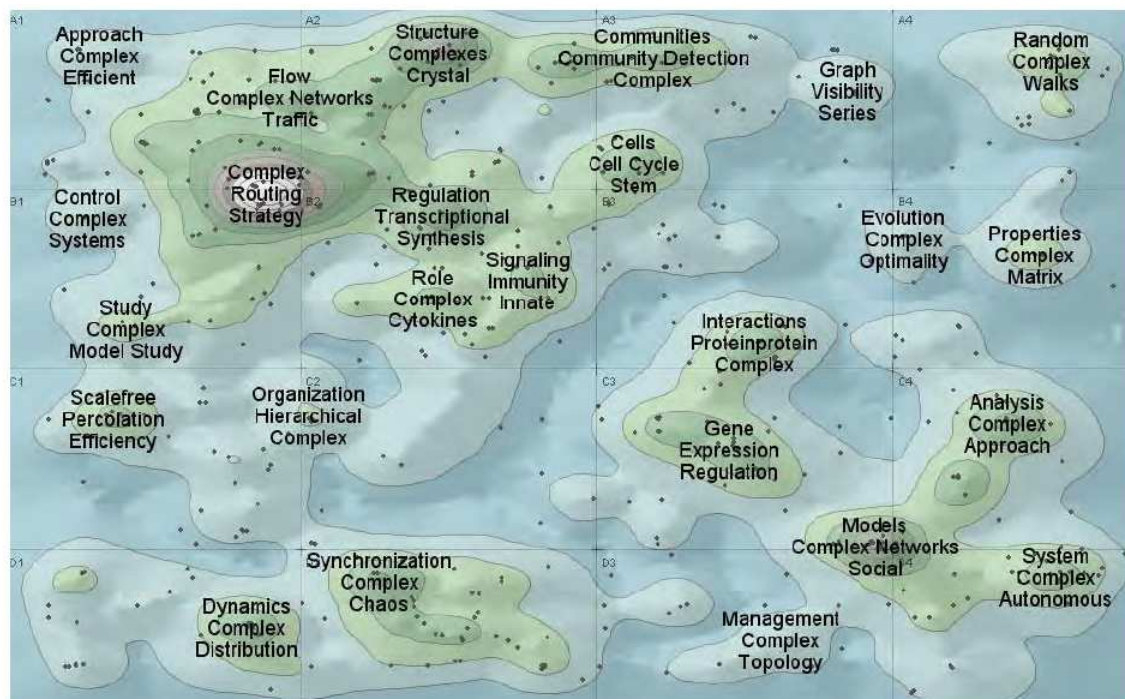 A1
A2
A3
A4
Approach
Complex
Efficient
Structure
Complexes
Crystal
Communities
Community Detection
Complex
Random
Complex
Walks
Flow
Complex Networks
Traffic
Graph
Visibility
Series
Cells
Cell Cycle
Stem
Complex
Routing
Strategy
B1
B2
B3
B4
Control
Complex
Systems
Regulation
Transcriptional
Synthesis
Evolution
Complex
Optimality
Properties
Complex
Matrix
Signaling
Immunity
Innate
Role
Complex
Cytokines
Study
Complex
Model Study
Interactions
Proteinprotein
Complex
C1
C2
C3
C4
Scalefree
Percolation
Efficiency
Organization
Hierarchical
Complex
Gene
Expression
Regulation
Analysis
Complex
Approach
Models
Complex Networks
Social
D1
D3
D4
Synchronization
Complex
Chaos
System
Complex
Autonomous
Dynamics
Complex
Distribution
Management
Complex
Topology